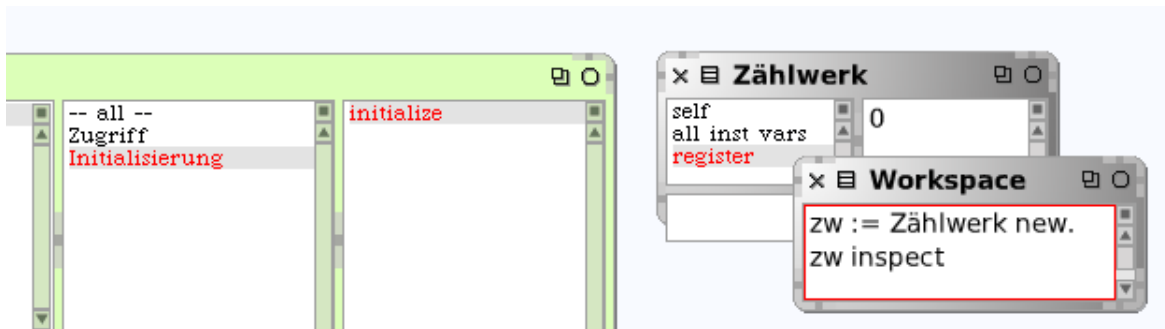 -- all --
Zugriff
Initialisierung
initialize
Zählwerk
self
all inst vars
register
0
Workspace
zw := Zählwerk new.
zw inspect